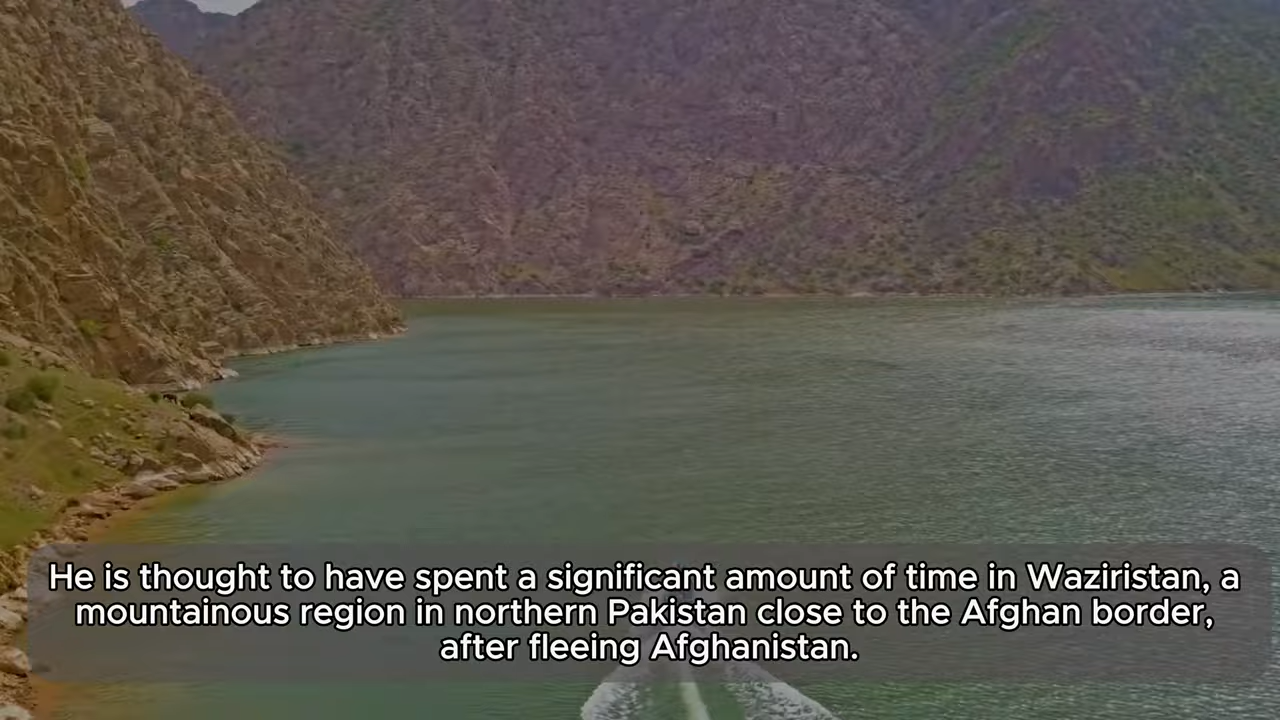 He is thought to have spent a significant amount of time in Waziristan, a
mountainous region in northern Pakistan close to the Afghan border,
after fleeing Afghanistan.